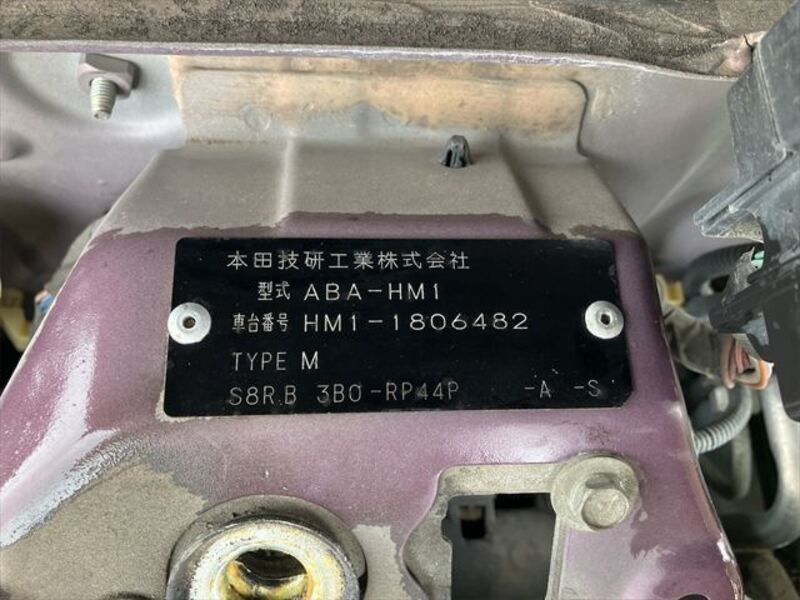 本田技研工業株式会社
型式 ABA-HM1
車台番号 HM1-1806482
TYPE M
S8R.B 3B0-RP44P -A -S